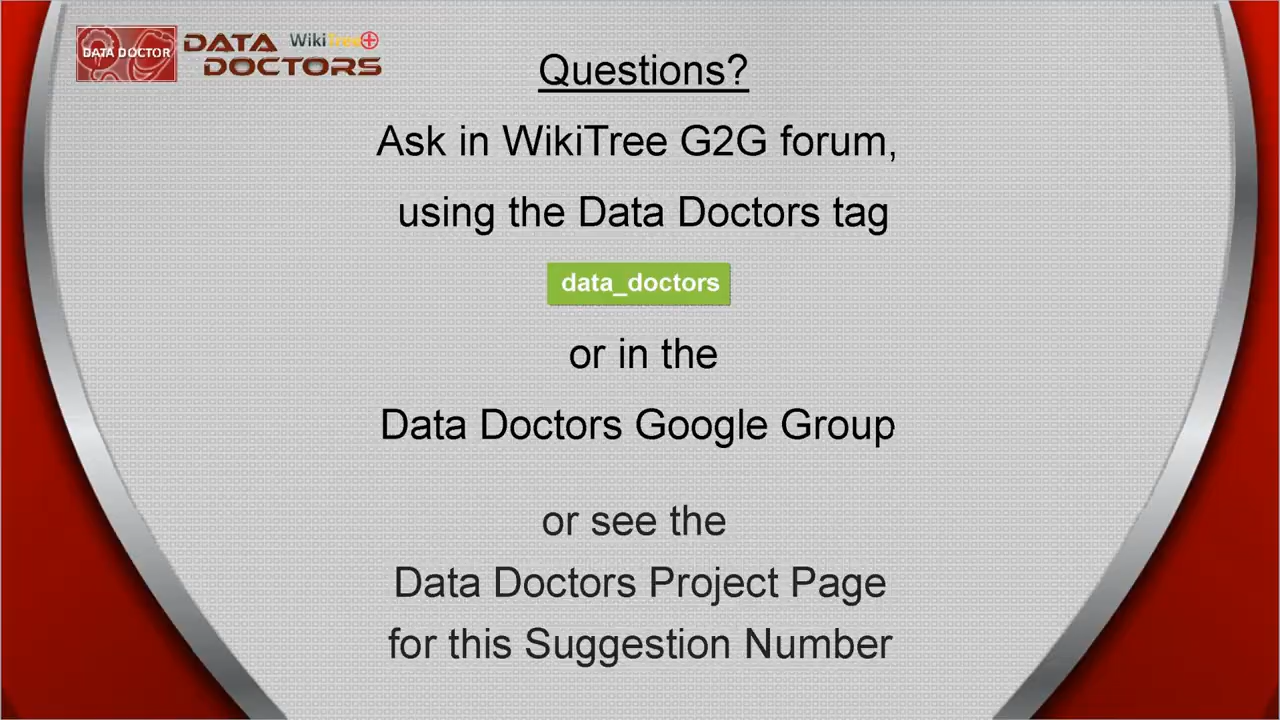 DATA DOCTOR
DATA
WikiTree
DOCTORS
Questions?
Ask in WikiTree G2G forum,
using the Data Doctors tag
data_doctors
or in the
Data Doctors Google Group
or see the
Data Doctors Project Page
for this Suggestion Number